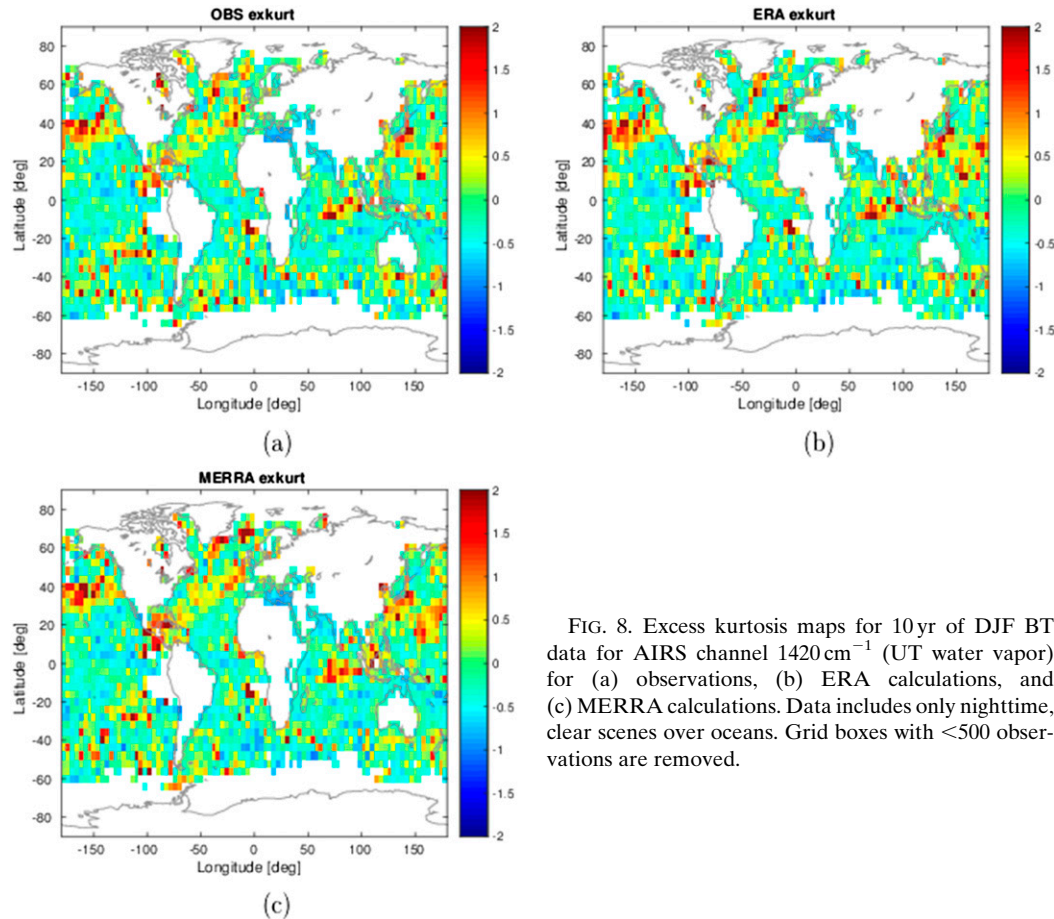 OBS exkurt
80
60
40
20
0
-20
-40
-60
-80
Latitude [deg]
-150 -100 -50 0 50 100 150
Longitude [deg]
2
1.5
1
0.5
0
-0.5
-1
-1.5
-2
(a)
ERA exkurt
80
60
40
20
0
-20
-40
-60
-80
Latitude [deg]
-150 -100 -50 0 50 100 150
Longitude [deg]
2
1.5
1
0.5
0
-0.5
-1
-1.5
-2
(b)
MERRA exkurt
80
60
40
20
0
-20
-40
-60
-80
Latitude [deg]
-150 -100 -50 0 50 100 150
Longitude [deg]
2
1.5
1
0.5
0
-0.5
-1
-1.5
-2
(c)
FIG. 8. Excess kurtosis maps for 10 yr of DJF BT
data for AIRS channel 1420 cm⁻¹ (UT water vapor)
for (a) observations, (b) ERA calculations, and
(c) MERRA calculations. Data includes only nighttime,
clear scenes over oceans. Grid boxes with <500 obser-
vations are removed.